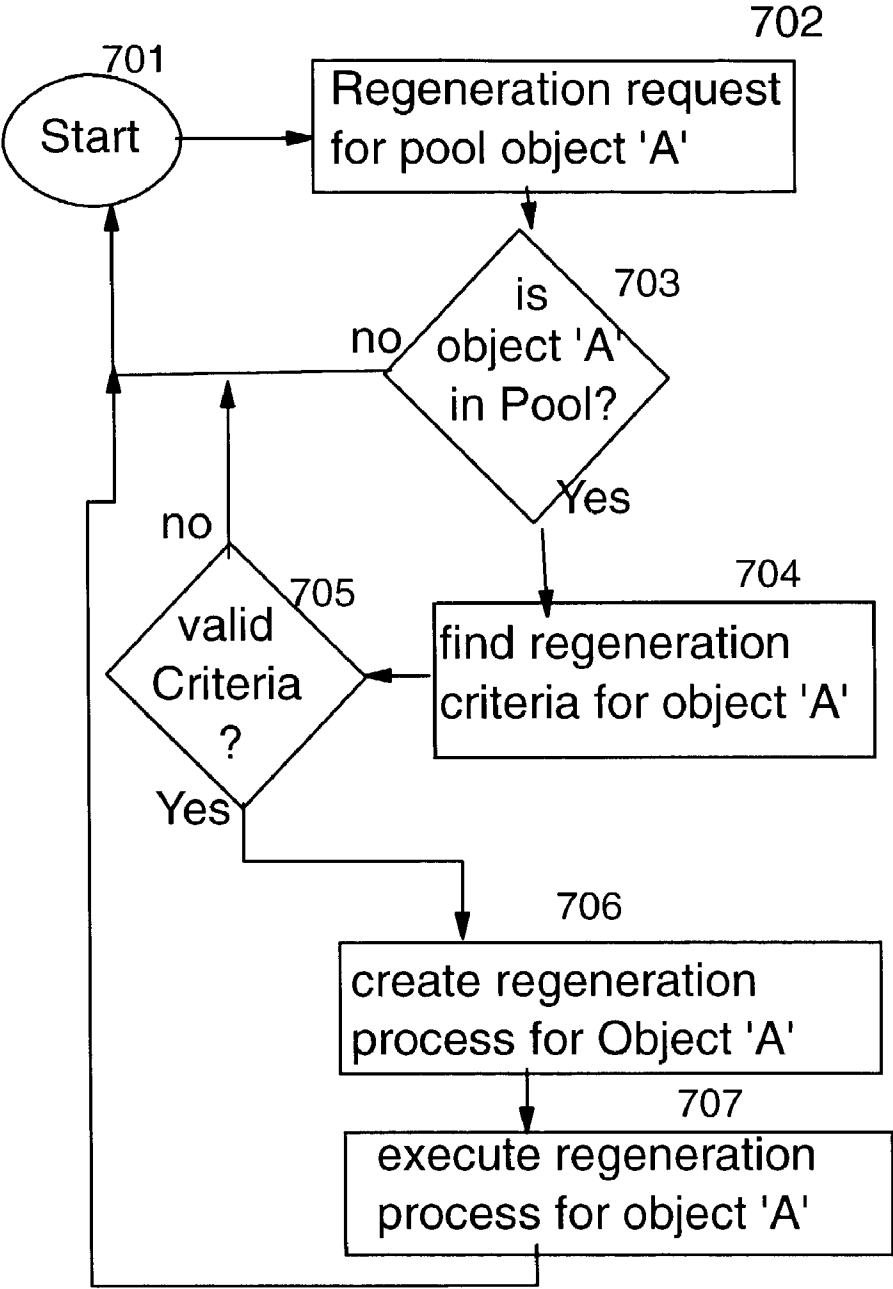 702
701
Start
Regeneration request
for pool object 'A'
703
is
object 'A'
in Pool?
no
Yes
704
find regeneration
criteria for object 'A'
705
valid
Criteria
?
no
Yes
706
create regeneration
process for Object 'A'
707
execute regeneration
process for object 'A'